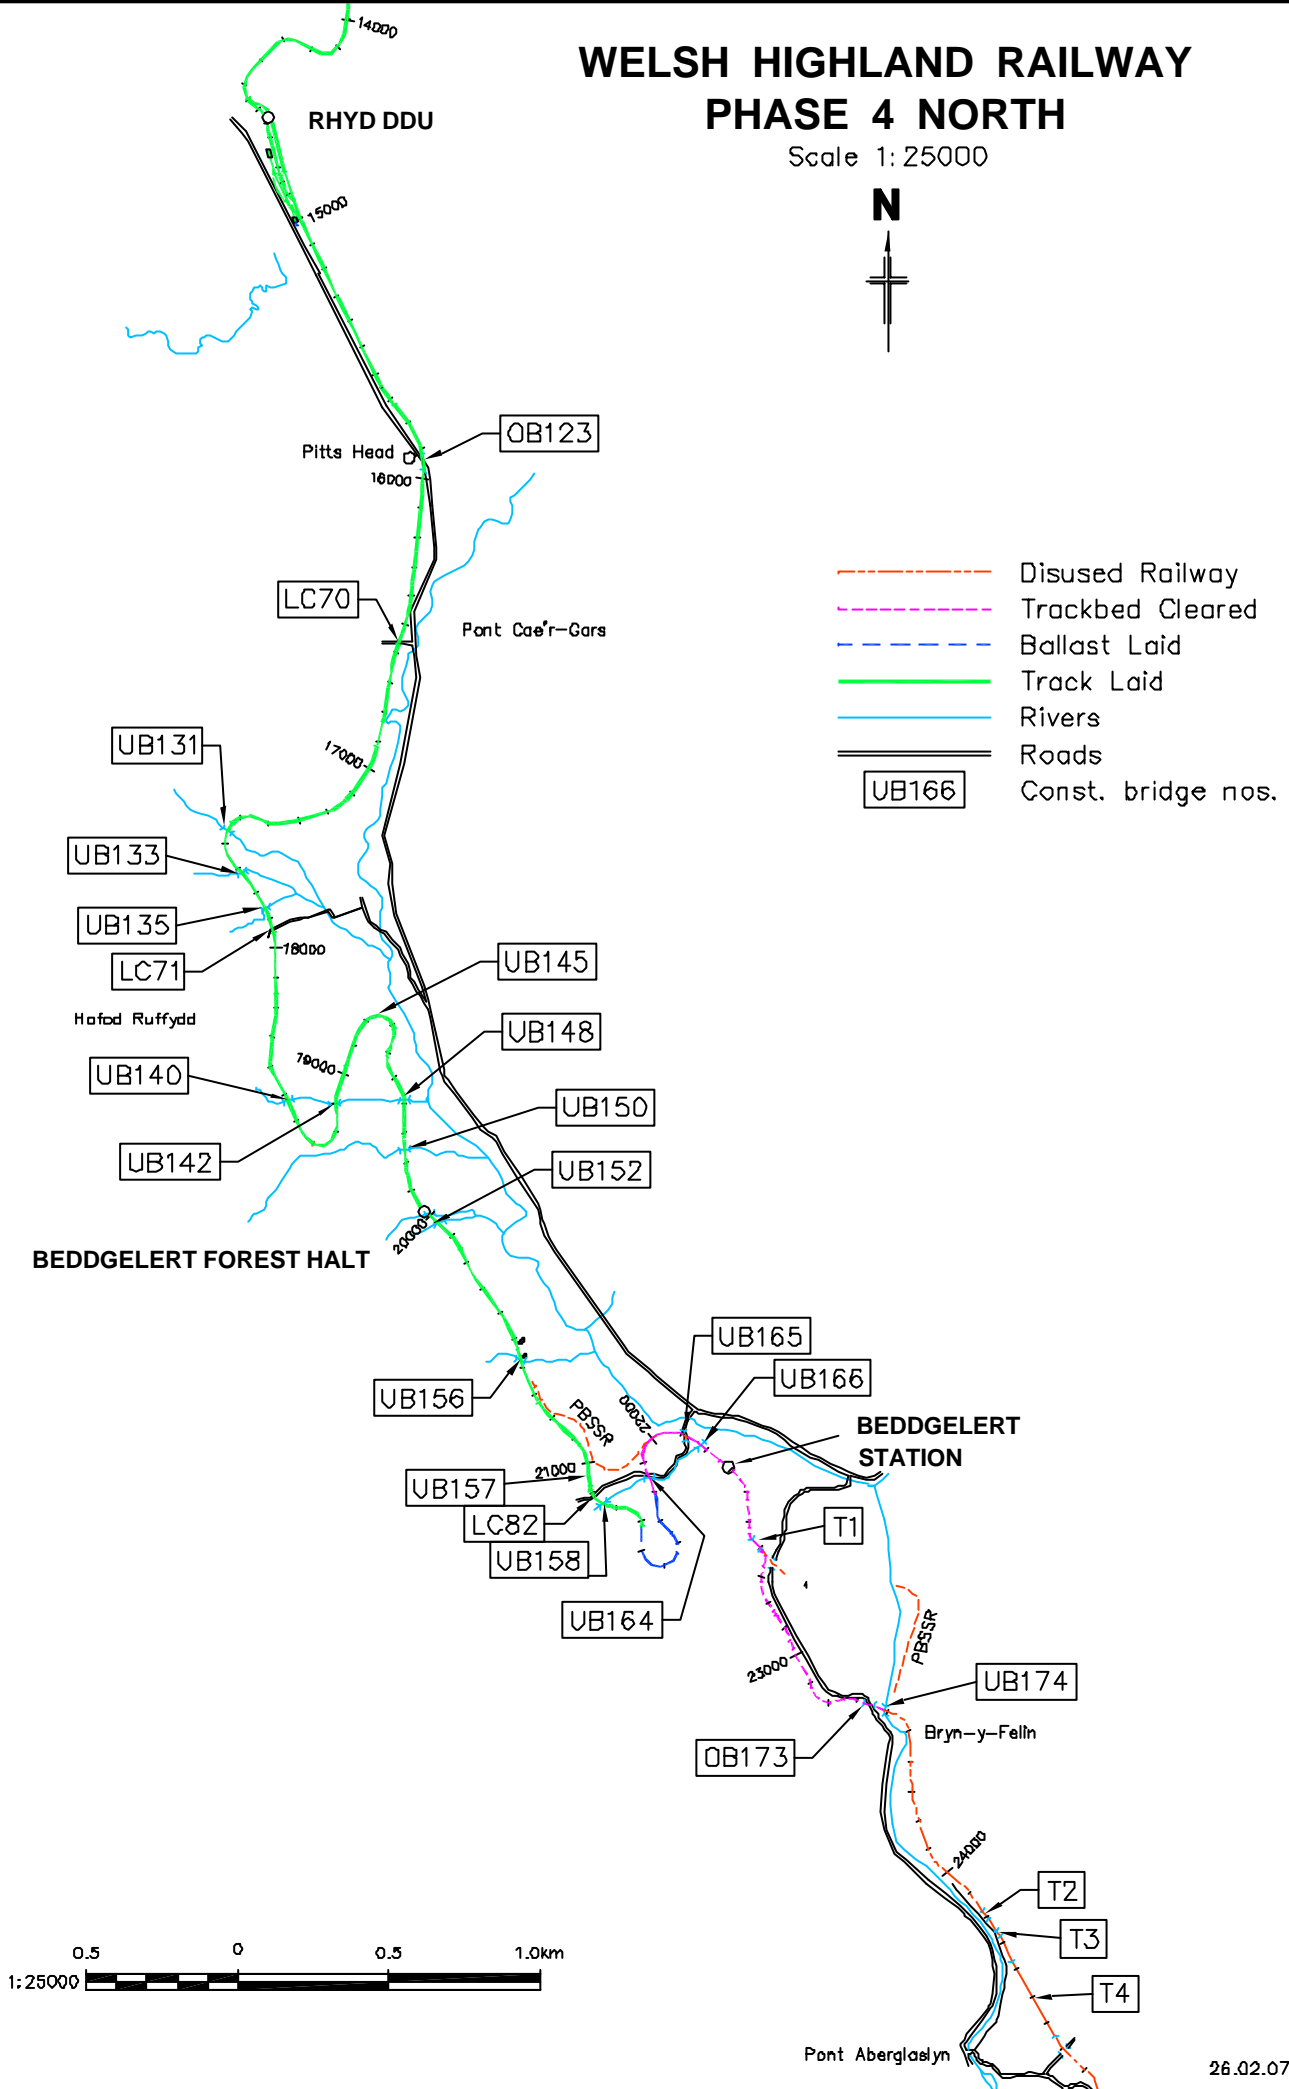 WELSH HIGHLAND RAILWAY
PHASE 4 NORTH
Scale 1:25000
N
14000
RHYD DDU
15000
OB123
Pitts Head
16000
LC70
Pont Cae'r-Gors
Disused Railway
Trackbed Cleared
Ballast Laid
Track Laid
Rivers
Roads
UB166 Const. bridge nos.
UB131
17000
UB133
UB135
LC71
18000
UB145
Hafod Ruffydd
UB148
19000
UB140
UB150
UB142
UB152
20000
BEDDGELERT FOREST HALT
UB165
UB166
UB156
PBSSR
22000
BEDDGELERT
STATION
21000
UB157
LC82
T1
UB158
UB164
PBSSR
23000
UB174
Bryn-y-Felin
OB173
24000
T2
T3
T4
0.5 0 0.5 1.0km
1:25000
Pont Aberglaslyn
26.02.07